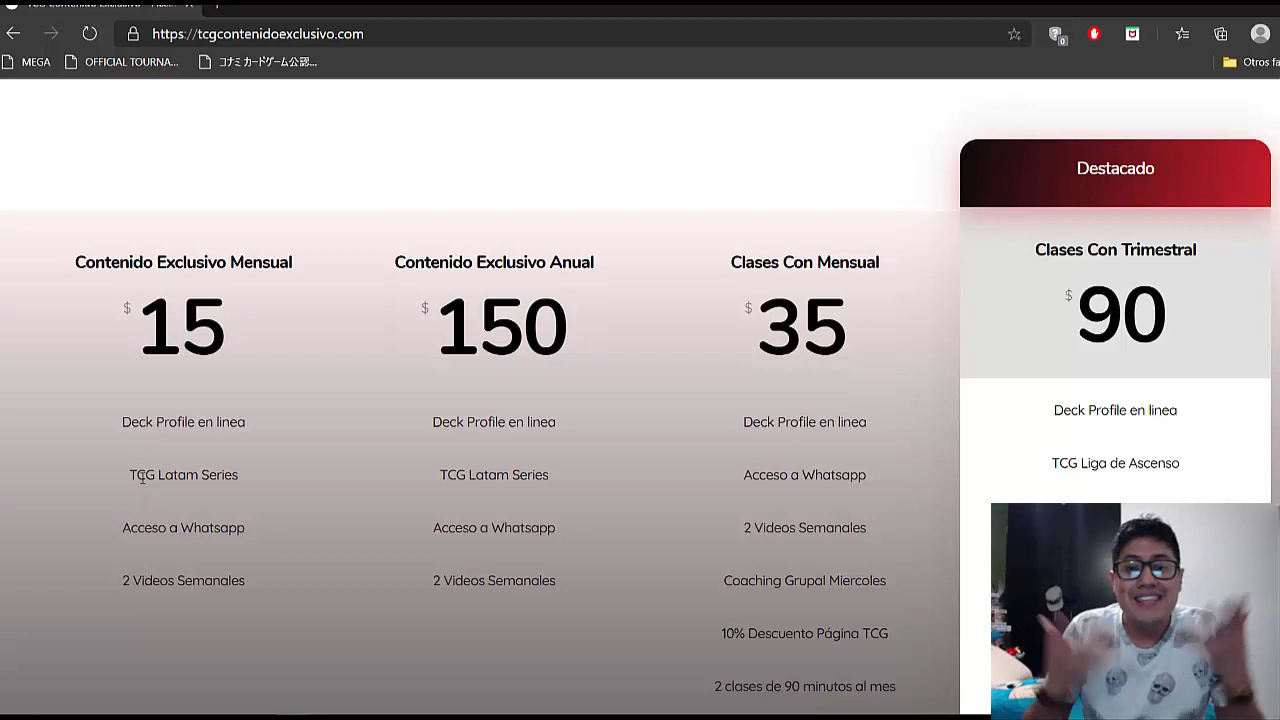 https://tcgcontenidoexclusivo.com
0
MEGA
OFFICIAL TOURNA...
コナミ カードゲーム公認...
Otros fa
Destacado
Contenido Exclusivo Mensual
$ 15
Deck Profile en linea
TCG Latam Series
Acceso a Whatsapp
2 Videos Semanales
Contenido Exclusivo Anual
$ 150
Deck Profile en linea
TCG Latam Series
Acceso a Whatsapp
2 Videos Semanales
Clases Con Mensual
$ 35
Deck Profile en linea
Acceso a Whatsapp
2 Videos Semanales
Coaching Grupal Miercoles
10% Descuento Página TCG
2 clases de 90 minutos al mes
Clases Con Trimestral
$ 90
Deck Profile en linea
TCG Liga de Ascenso